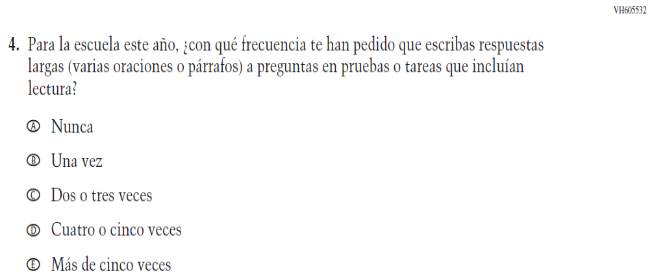 VH605532
4. Para la escuela este año, ¿con qué frecuencia te han pedido que escribas respuestas
largas (varias oraciones o párrafos) a preguntas en pruebas o tareas que incluían
lectura?
Ⓐ Nunca
Ⓑ Una vez
Ⓒ Dos o tres veces
Ⓓ Cuatro o cinco veces
Ⓔ Más de cinco veces